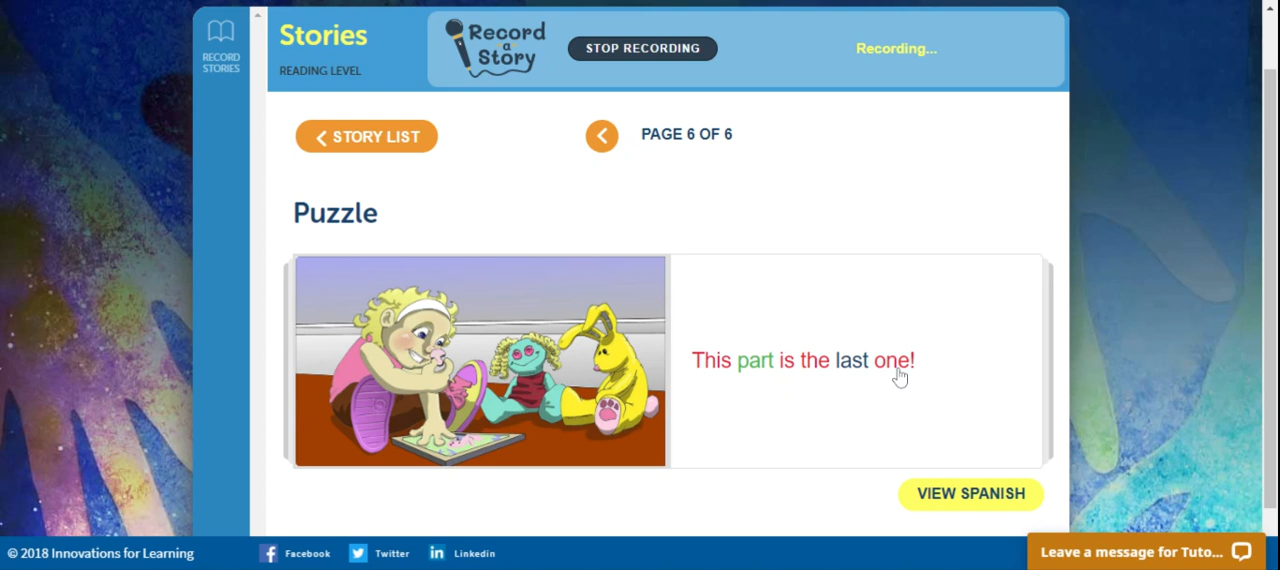 RECORD
STORIES
Stories
READING LEVEL
Record
a
Story
STOP RECORDING
Recording...
STORY LIST
PAGE 6 OF 6
Puzzle
This part is the last one!
VIEW SPANISH
© 2018 Innovations for Learning
Facebook
Twitter
Linkedin
Leave a message for Tuto...